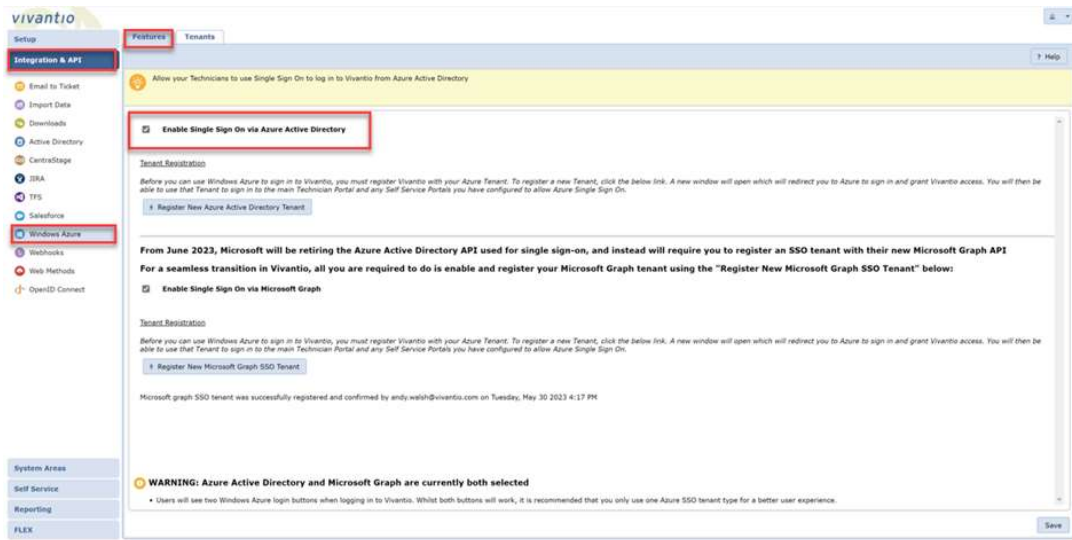 vivantio
Setup
Integration & API
Email to Ticket
Import Data
Downloads
Active Directory
CentraStage
JIRA
TFS
Salesforce
Windows Azure
Webhooks
Web Methods
OpenID Connect
System Areas
Self Service
Reporting
FLEX
Features
Tenants
? Help
Allow your Technicians to use Single Sign On to log in to Vivantio from Azure Active Directory
Enable Single Sign On via Azure Active Directory
Tenant Registration
Before you can use Windows Azure to sign in to Vivantio, you must register Vivantio with your Azure Tenant. To register a new Tenant, click the below link. A new window will open which will redirect you to Azure to sign in and grant Vivantio access. You will then be
able to use that Tenant to sign in to the main Technician Portal and any Self Service Portals you have configured to allow Azure Single Sign On.
Register New Azure Active Directory Tenant
From June 2023, Microsoft will be retiring the Azure Active Directory API used for single sign-on, and instead will require you to register an SSO tenant with their new Microsoft Graph API
For a seamless transition in Vivantio, all you are required to do is enable and register your Microsoft Graph tenant using the "Register New Microsoft Graph SSO Tenant" below:
Enable Single Sign On via Microsoft Graph
Tenant Registration
Before you can use Windows Azure to sign in to Vivantio, you must register Vivantio with your Azure Tenant. To register a new Tenant, click the below link. A new window will open which will redirect you to Azure to sign in and grant Vivantio access. You will then be
able to use that Tenant to sign in to the main Technician Portal and any Self Service Portals you have configured to allow Azure Single Sign On.
Register New Microsoft Graph SSO Tenant
Microsoft graph SSO tenant was successfully registered and confirmed by andy.walsh@vivantio.com on Tuesday, May 30 2023 4:17 PM
WARNING: Azure Active Directory and Microsoft Graph are currently both selected
• Users will see two Windows Azure login buttons when logging in to Vivantio. Whilst both buttons will work, it is recommended that you only use one Azure SSO tenant type for a better user experience.
Save